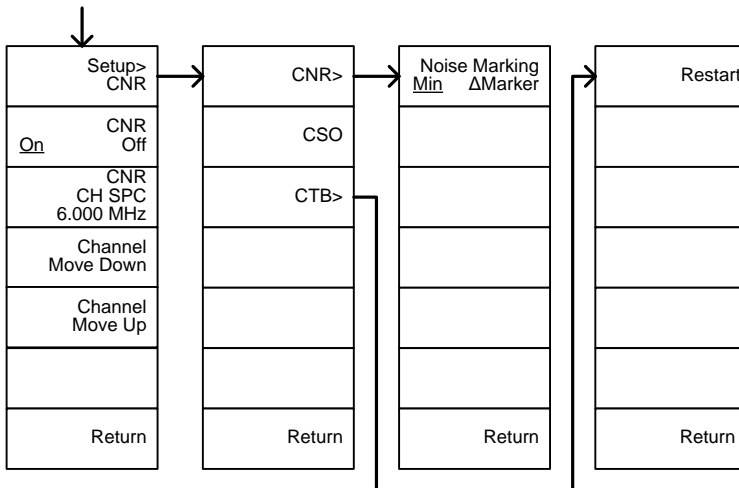 Setup>
CNR
CNR
On Off
CNR
CH SPC
6.000 MHz
Channel
Move Down
Channel
Move Up
Return
CNR>
CSO
CTB>
Return
Noise Marking
Min ΔMarker
Return
Restart
Return